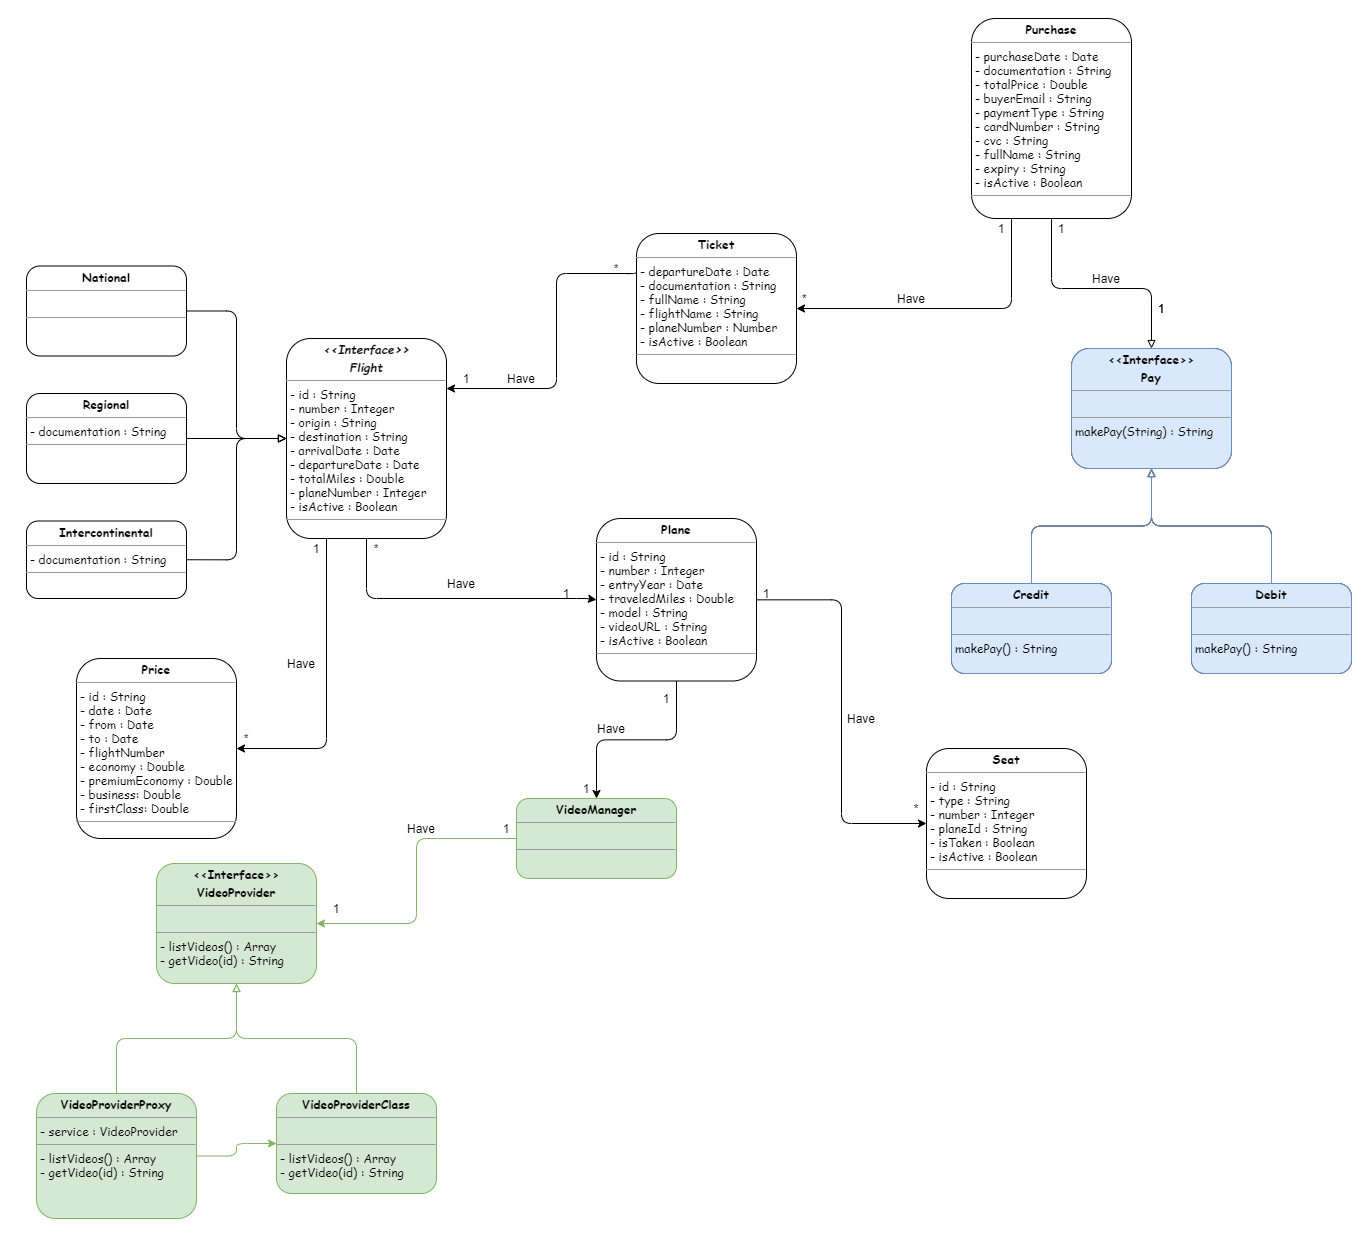 Purchase
- purchaseDate : Date
- documentation : String
- totalPrice : Double
- buyerEmail : String
- paymentType : String
- cardNumber : String
- cvc : String
- fullName : String
- expiry : String
- isActive : Boolean
1
1
Have
1
Have
*
Ticket
- departureDate : Date
- documentation : String
- fullName : String
- flightName : String
- planeNumber : Number
- isActive : Boolean
*
Have
1
National
Regional
- documentation : String
Intercontinental
- documentation : String
<<Interface>>
Flight
- id : String
- number : Integer
- origin : String
- destination : String
- arrivalDate : Date
- departureDate : Date
- totalMiles : Double
- planeNumber : Integer
- isActive : Boolean
1
*
Have
1
Have
*
<<Interface>>
Pay
makePay(String) : String
Credit
makePay() : String
Debit
makePay() : String
Plane
- id : String
- number : Integer
- entryYear : Date
- traveledMiles : Double
- model : String
- videoURL : String
- isActive : Boolean
1
Have
*
1
Have
1
Price
- id : String
- date : Date
- from : Date
- to : Date
- flightNumber
- economy : Double
- premiumEconomy : Double
- business: Double
- firstClass: Double
Seat
- id : String
- type : String
- number : Integer
- planeId : String
- isTaken : Boolean
- isActive : Boolean
VideoManager
1
Have
1
<<Interface>>
VideoProvider
- listVideos() : Array
- getVideo(id) : String
VideoProviderProxy
- service : VideoProvider
- listVideos() : Array
- getVideo(id) : String
VideoProviderClass
- listVideos() : Array
- getVideo(id) : String